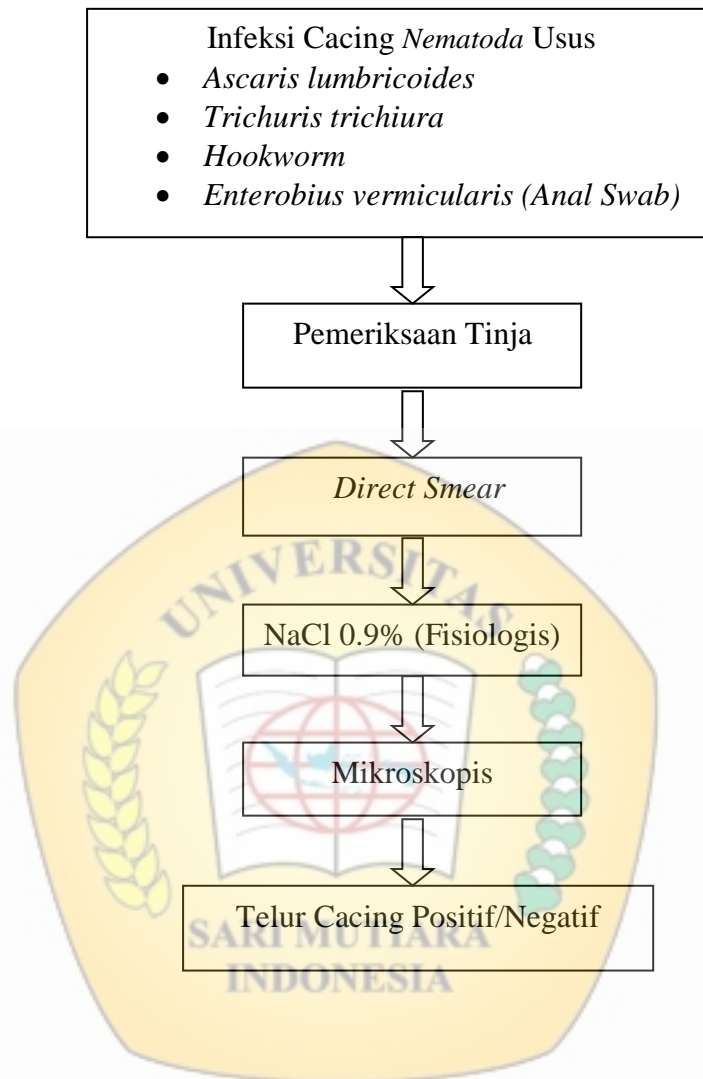 Infeksi Cacing Nematoda Usus
• Ascaris lumbricoides
• Trichuris trichiura
• Hookworm
• Enterobius vermicularis (Anal Swab)
Pemeriksaan Tinja
Direct Smear
UNIVERSITAS
NaCl 0.9% (Fisiologis)
Mikroskopis
Telur Cacing Positif/Negatif
SARI MUTIARA
INDONESIA